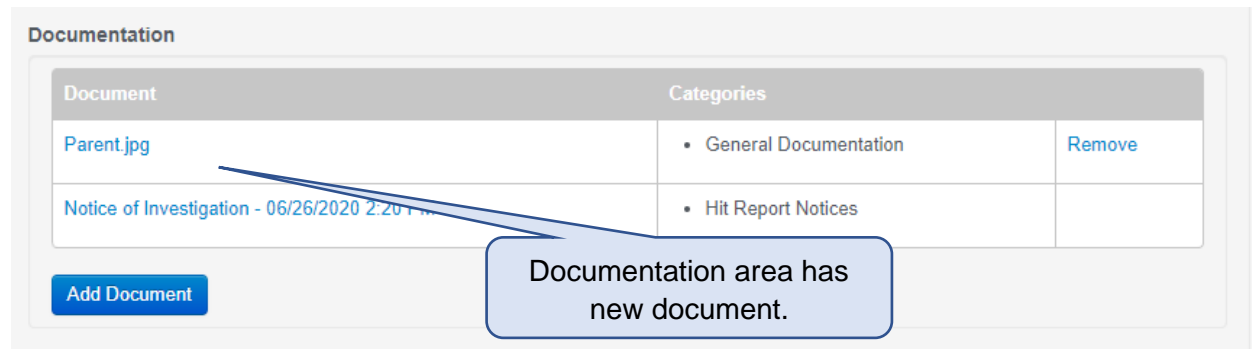 Documentation
Document Categories
Parent.jpg • General Documentation Remove
Notice of Investigation - 06/26/2020 2:20 • Hit Report Notices
Documentation area has
new document.
Add Document